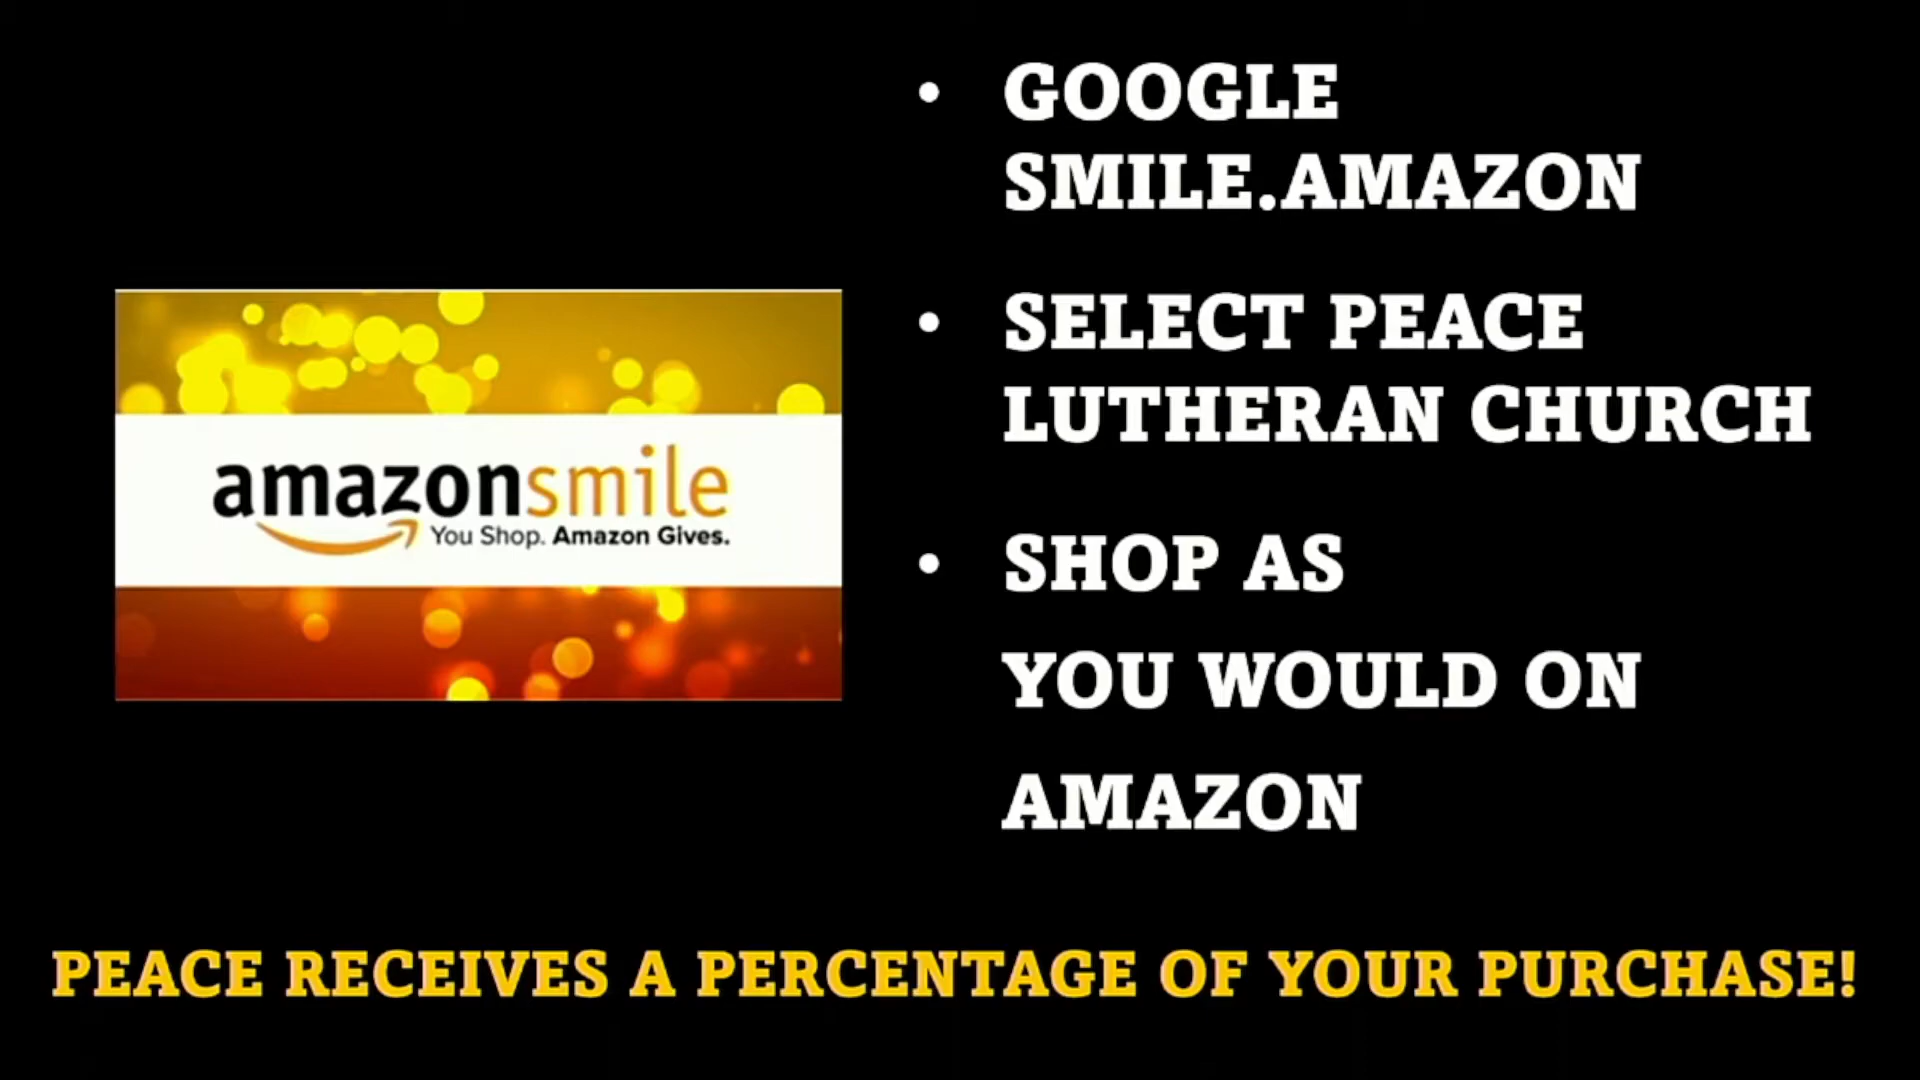 amazonsmile
You Shop. Amazon Gives.
• GOOGLE
SMILE.AMAZON
• SELECT PEACE
LUTHERAN CHURCH
• SHOP AS
YOU WOULD ON
AMAZON
PEACE RECEIVES A PERCENTAGE OF YOUR PURCHASE!